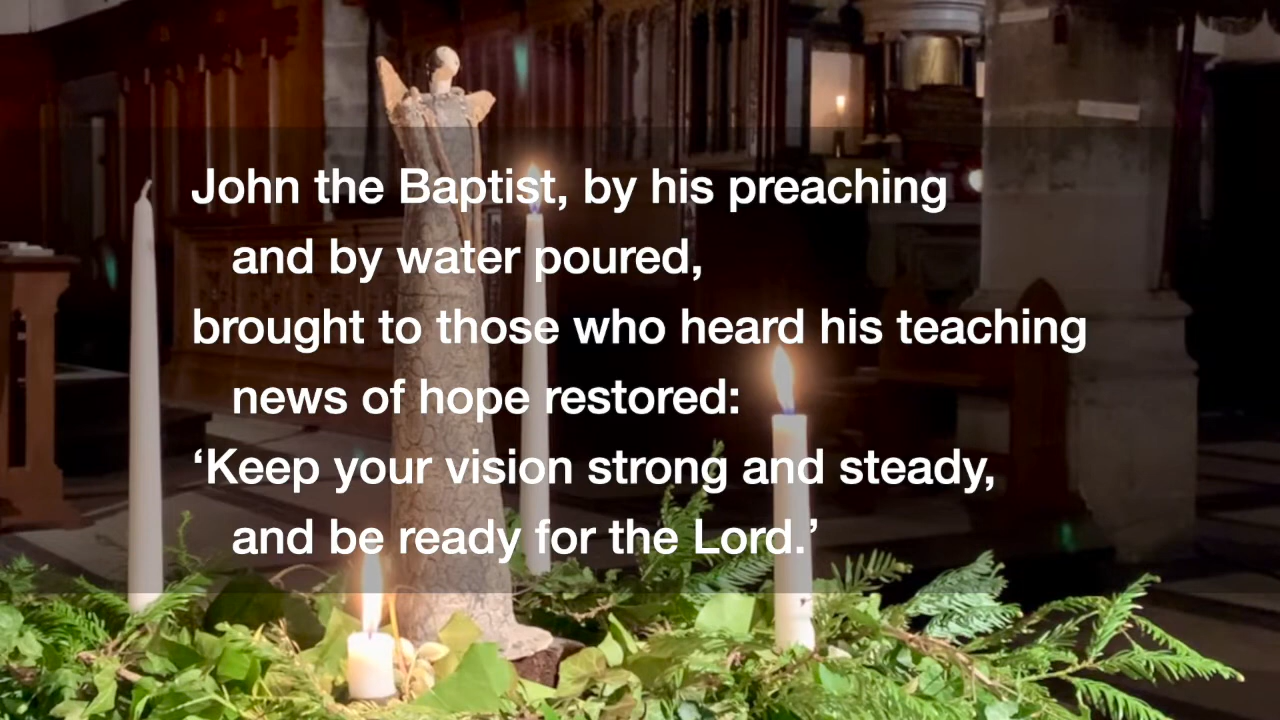 John the Baptist, by his preaching
and by water poured,
brought to those who heard his teaching
news of hope restored:
‘Keep your vision strong and steady,
and be ready for the Lord.’